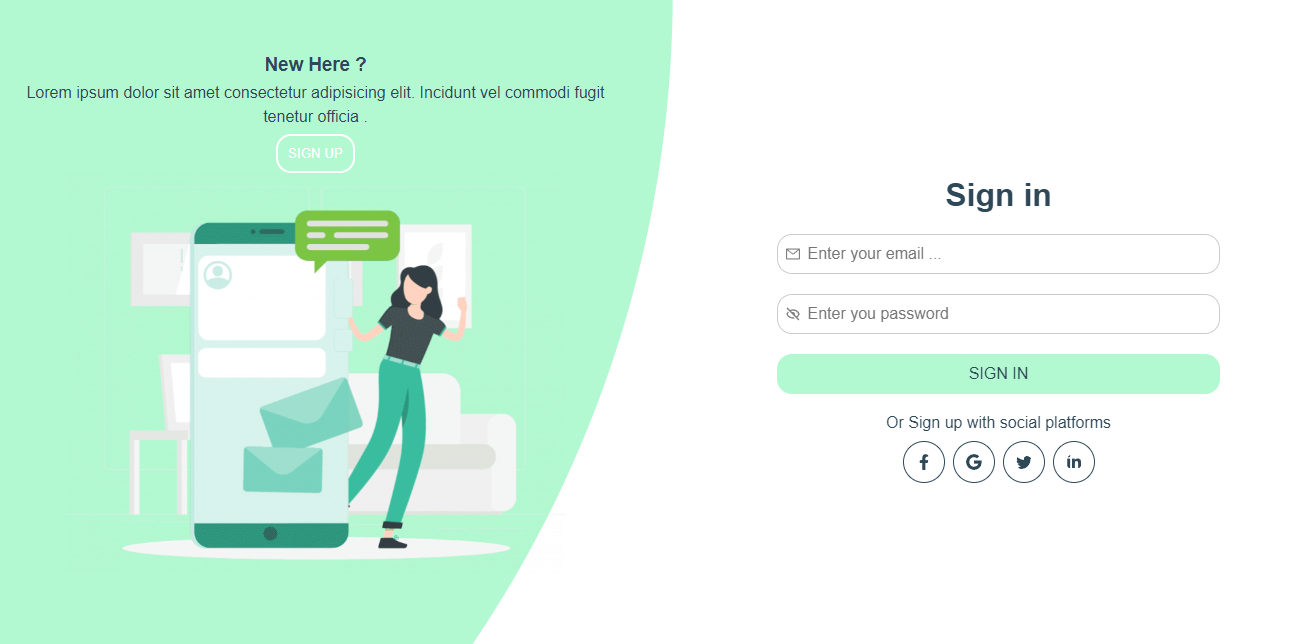 New Here ?
Lorem ipsum dolor sit amet consectetur adipisicing elit. Incidunt vel commodi fugit
tenetur officia .
SIGN UP
Sign in
Enter your email ...
Enter you password
SIGN IN
Or Sign up with social platforms